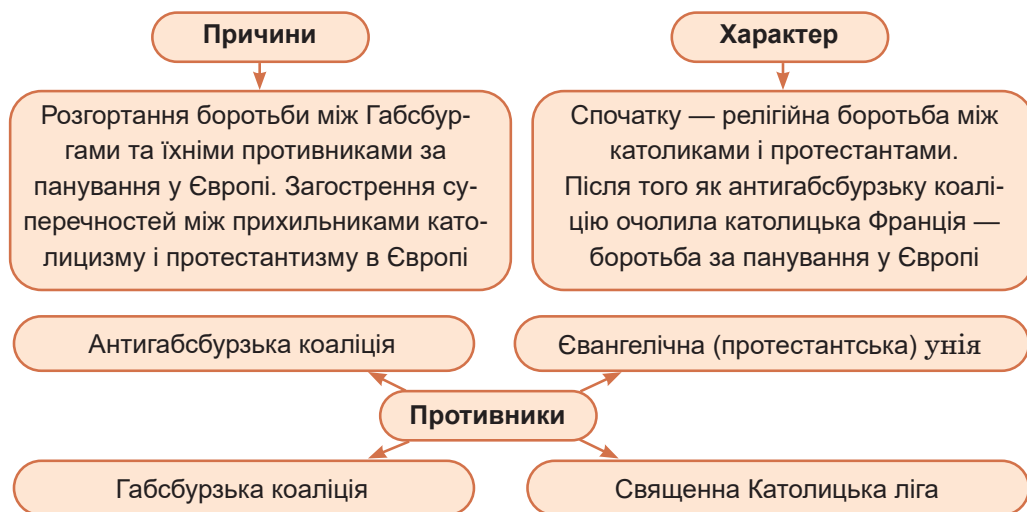 Причини
Розгортання боротьби між Габсбур-
гами та їхніми противниками за
панування у Європі. Загострення су-
перечностей між прихильниками като-
лицизму і протестантизму в Європі
Характер
Спочатку — релігійна боротьба між
католиками і протестантами.
Після того як антигабсбурзьку коалі-
цію очолила католицька Франція —
боротьба за панування у Європі
Антигабсбурзька коаліція
Євангелічна (протестантська) унія
Противники
Габсбурзька коаліція
Священна Католицька ліга